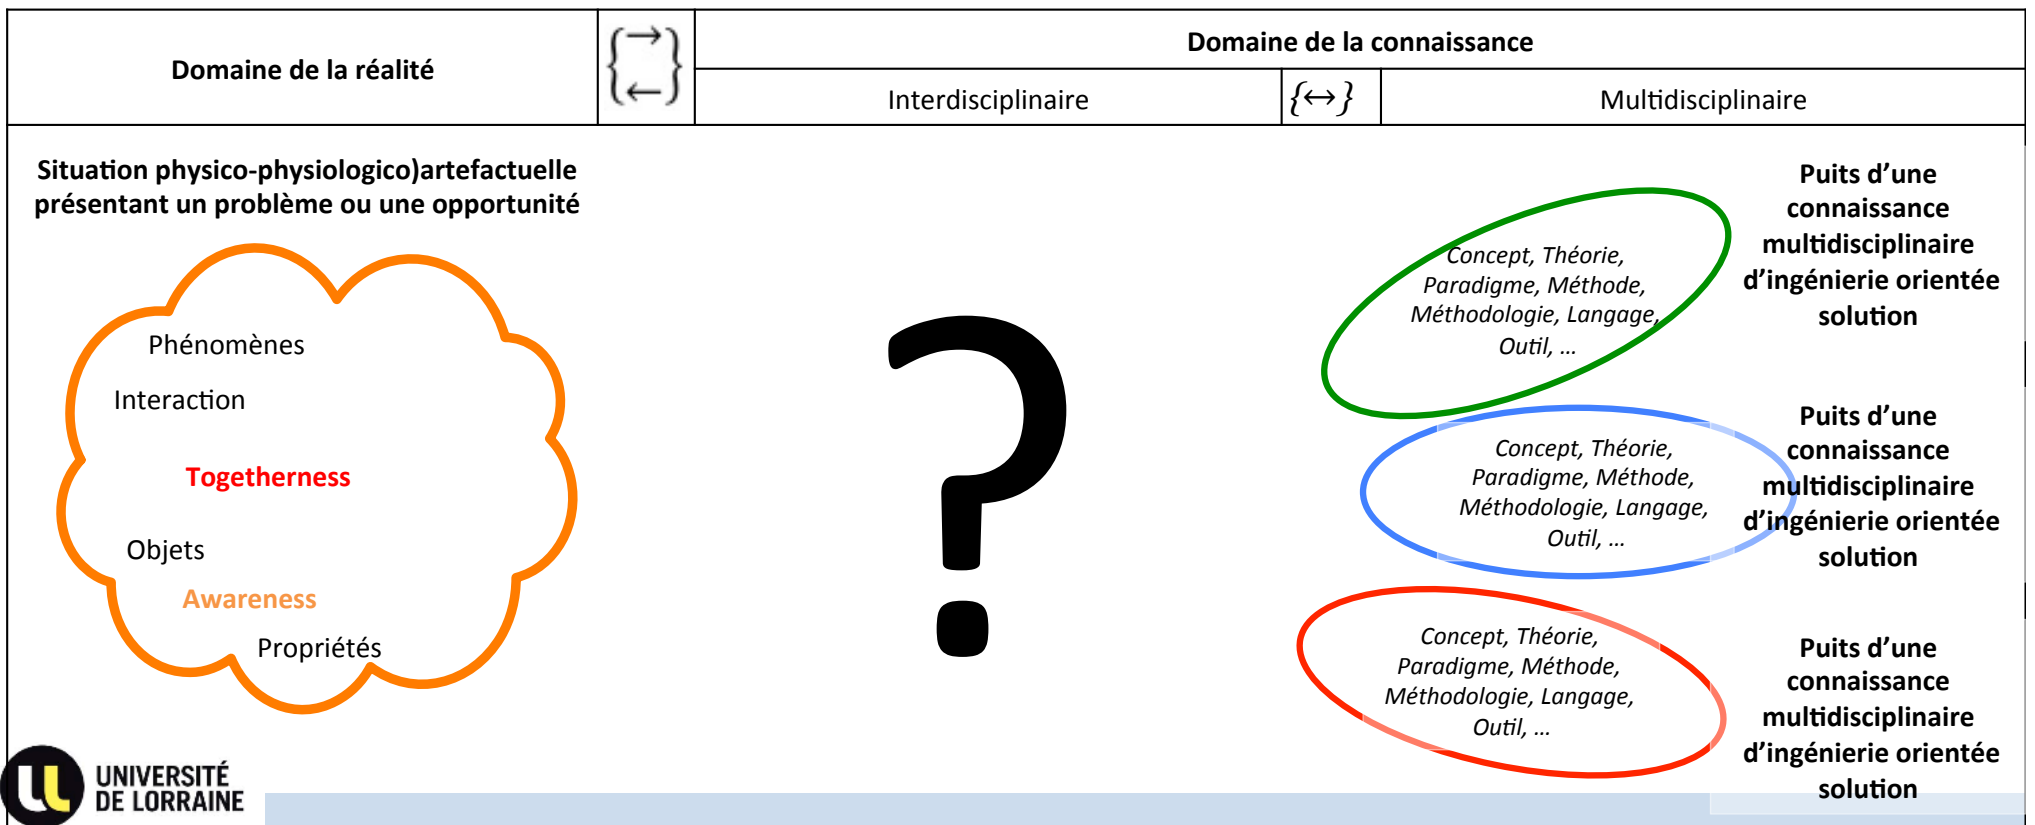 Domaine de la réalité
{→
←}
Domaine de la connaissance
Interdisciplinaire
{↔}
Multidisciplinaire
Situation physico-physiologico)artefactuelle
présentant un problème ou une opportunité
Phénomènes
Interaction
Togetherness
Objets
Awareness
Propriétés
?
Concept, Théorie,
Paradigme, Méthode,
Méthodologie, Langage,
Outil, ...
Puits d'une
connaissance
multidisciplinaire
d'ingénierie orientée
solution
Concept, Théorie,
Paradigme, Méthode,
Méthodologie, Langage,
Outil, ...
Puits d'une
connaissance
multidisciplinaire
d'ingénierie orientée
solution
Concept, Théorie,
Paradigme, Méthode,
Méthodologie, Langage,
Outil, ...
Puits d'une
connaissance
multidisciplinaire
d'ingénierie orientée
solution
UNIVERSITÉ
DE LORRAINE